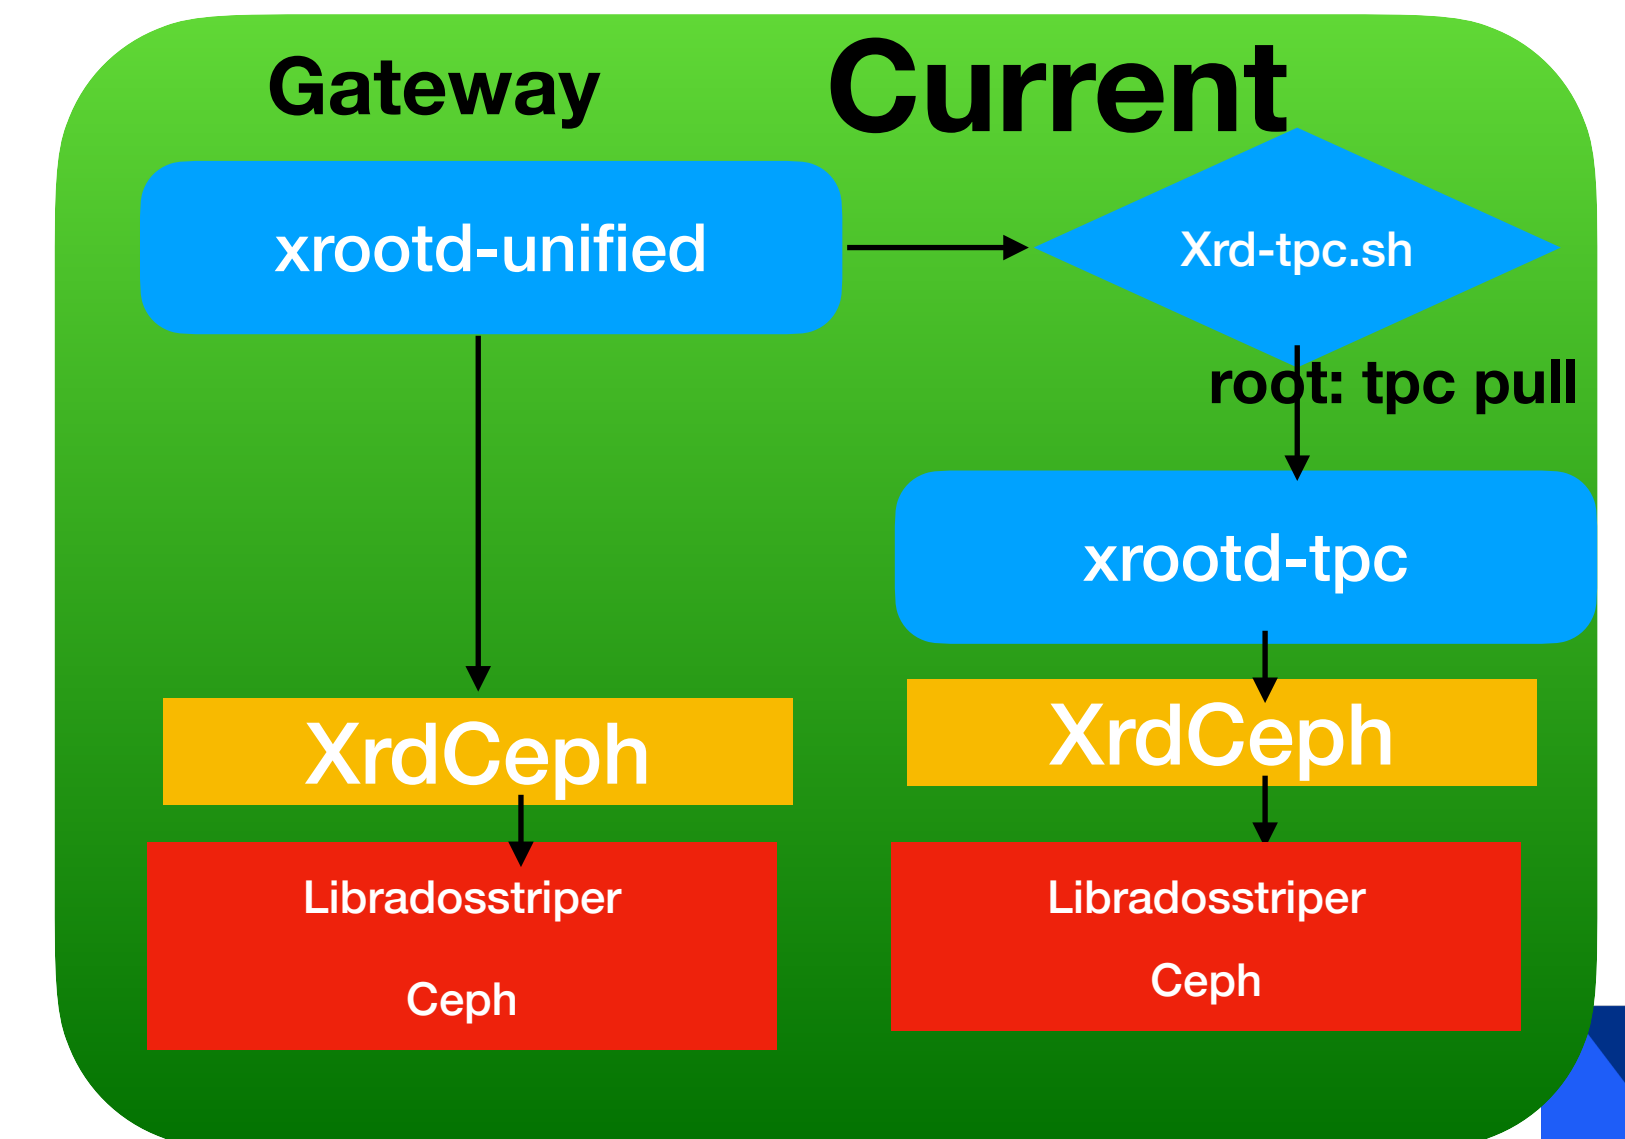 Gateway
Current
xrootd-unified
Xrd-tpc.sh
root: tpc pull
xrootd-tpc
XrdCeph
XrdCeph
Libradosstriper
Ceph
Libradosstriper
Ceph